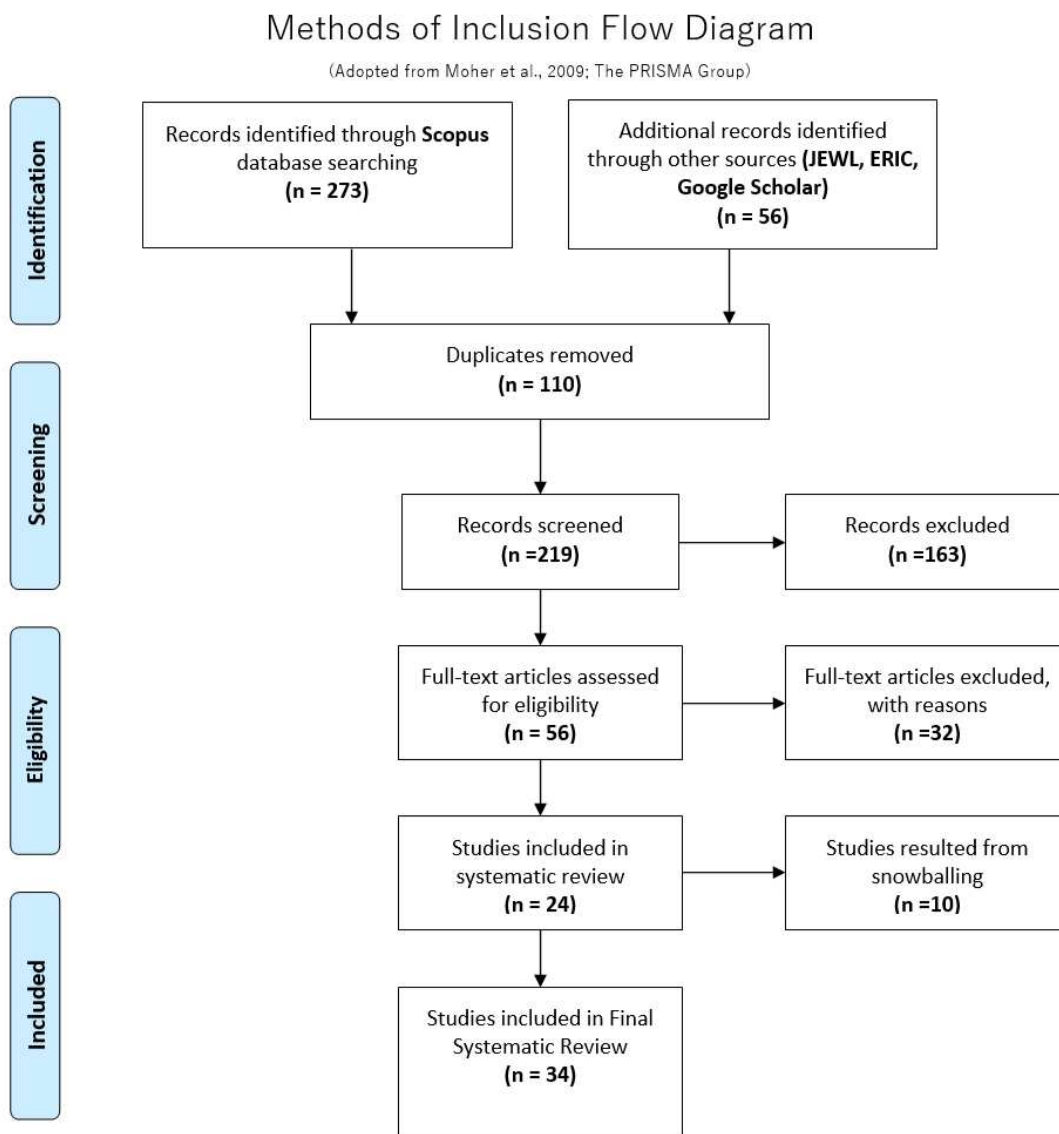 Methods of Inclusion Flow Diagram
(Adopted from Moher et al., 2009; The PRISMA Group)
Identification
Records identified through Scopus
database searching
(n = 273)
Additional records identified
through other sources (JEWL, ERIC,
Google Scholar)
(n = 56)
Duplicates removed
(n = 110)
Screening
Records screened
(n =219)
Records excluded
(n =163)
Eligibility
Full-text articles assessed
for eligibility
(n = 56)
Full-text articles excluded,
with reasons
(n =32)
Studies included in
systematic review
(n = 24)
Studies resulted from
snowballing
(n =10)
Included
Studies included in Final
Systematic Review
(n = 34)